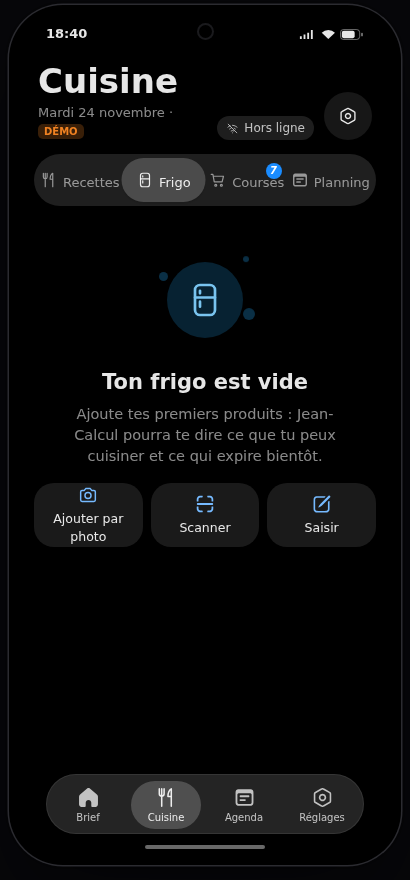 18:40
Cuisine
Mardi 24 novembre ·
DÉMO
Hors ligne
Recettes
Frigo
Courses
7
Planning
Ton frigo est vide
Ajoute tes premiers produits : Jean-
Calcul pourra te dire ce que tu peux
cuisiner et ce qui expire bientôt.
Ajouter par
photo
Scanner
Saisir
Brief
Cuisine
Agenda
Réglages